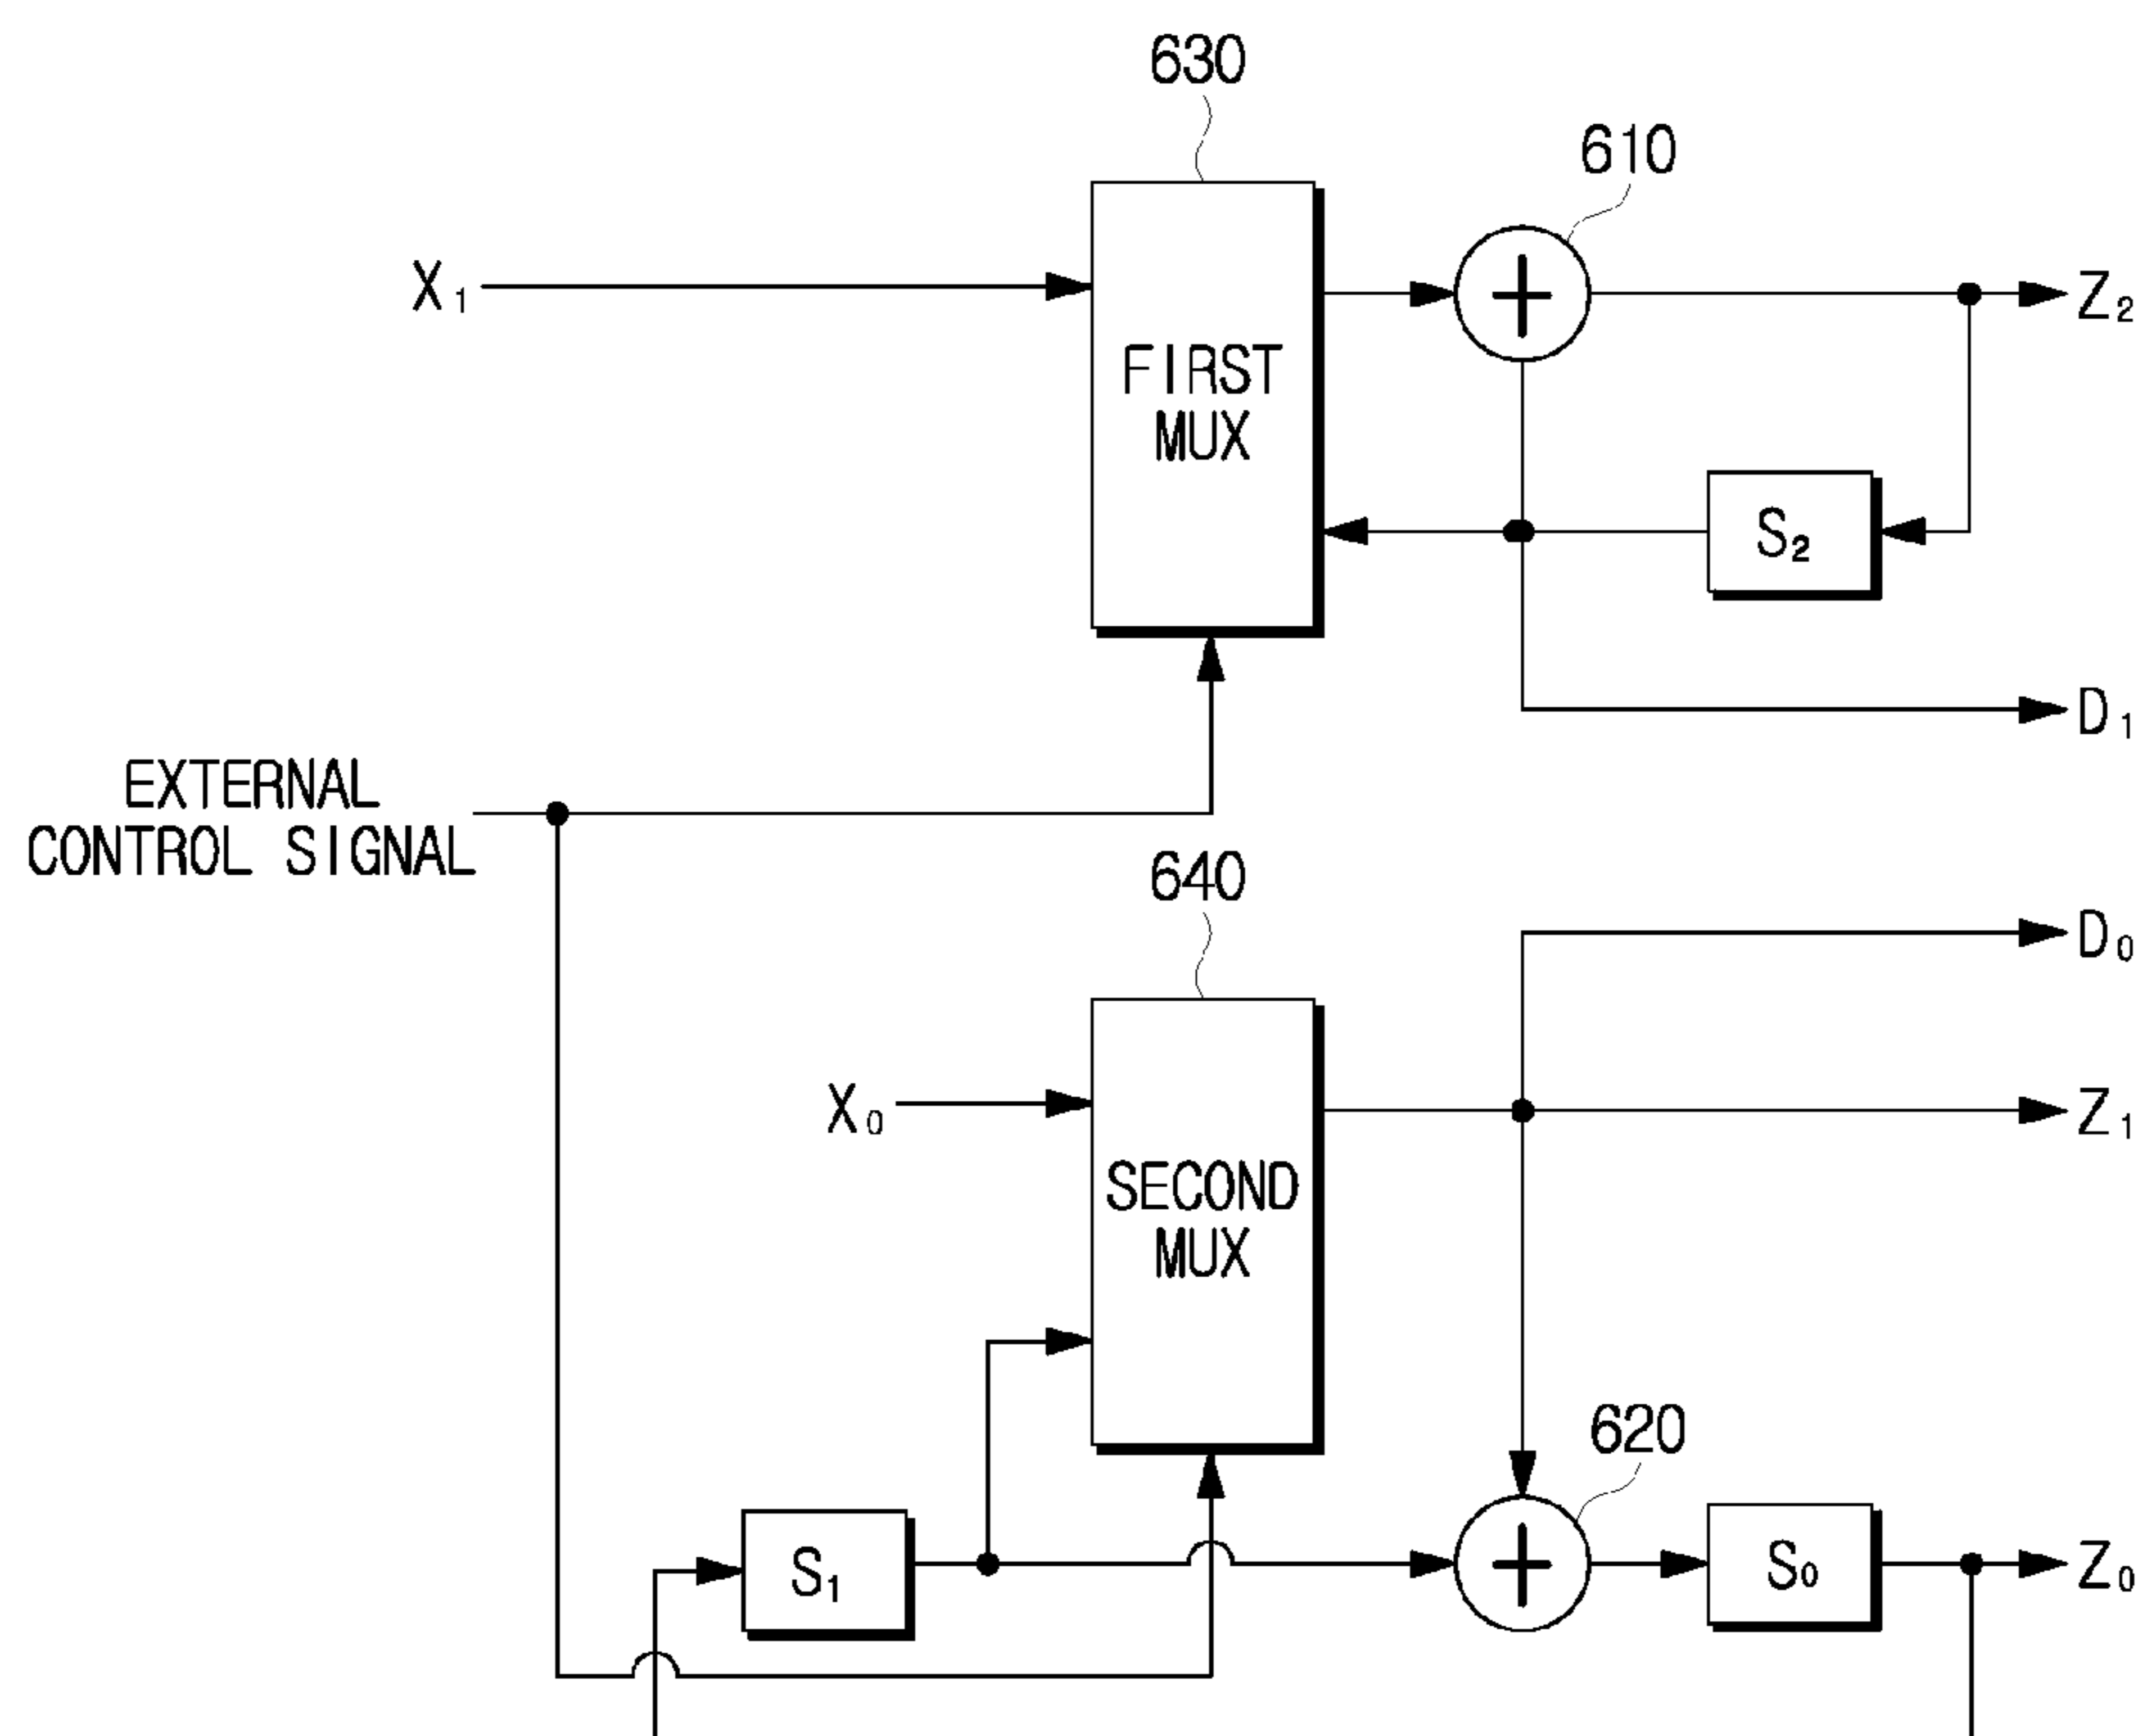 630
610
X₁
Z₂
FIRST
MUX
S₂
D₁
EXTERNAL
CONTROL SIGNAL
640
D₀
X₀
Z₁
SECOND
MUX
620
S₁
S₀
Z₀